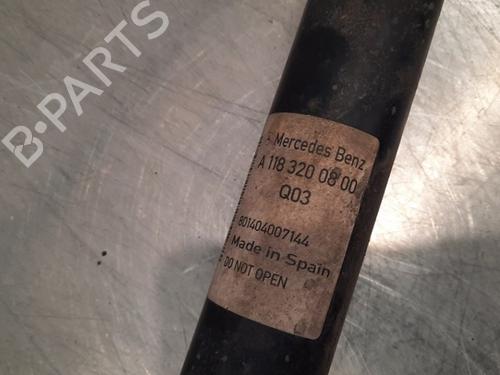 B-PARTS
Mercedes Benz
A 118 320 08 00
Q03
801404007144
Made in Spain
DO NOT OPEN